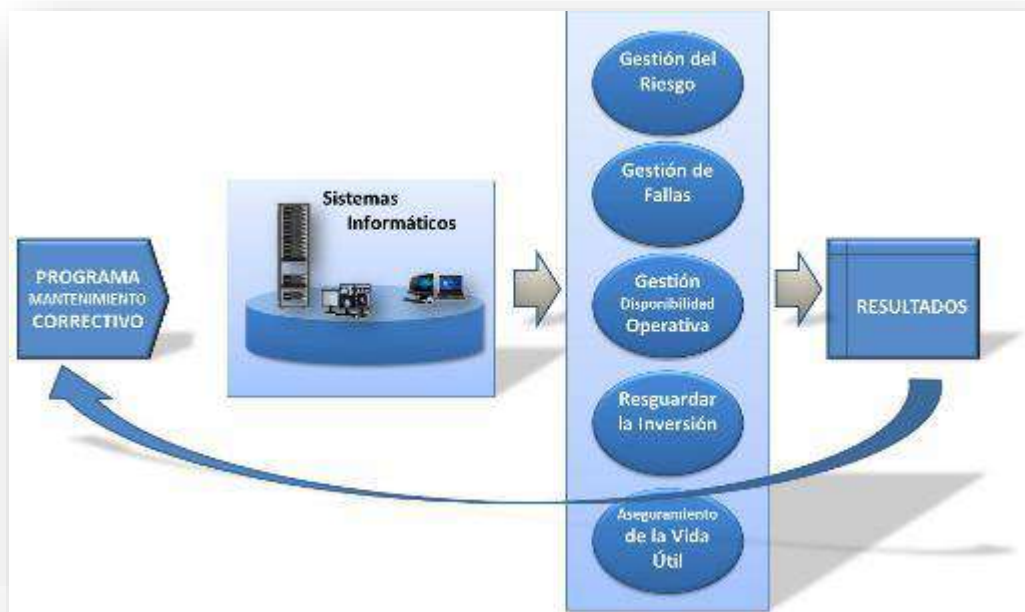 PROGRAMA
MANTENIMIENTO
CORRECTIVO
Sistemas
Informáticos
Gestión del
Riesgo
Gestión de
Fallas
Gestión
Disponibilidad
Operativa
Resguardar
la Inversión
Aseguramiento
de la Vida
Útil
RESULTADOS